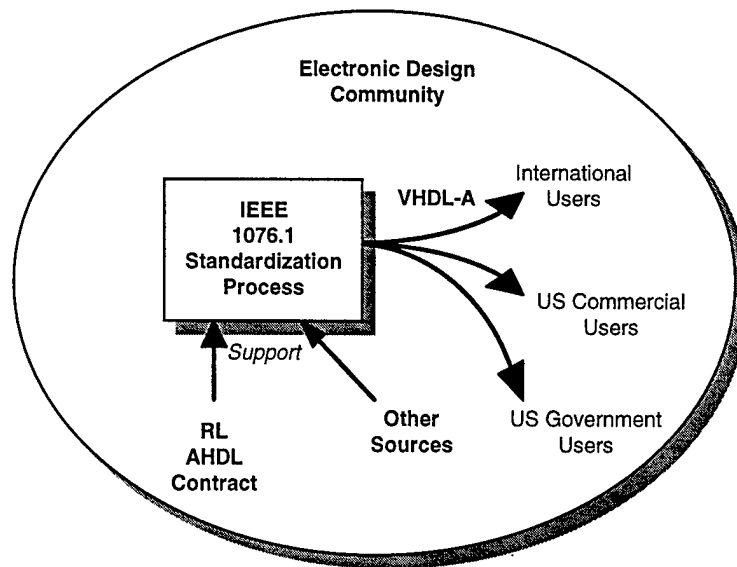 Electronic Design
Community
VHDL-A
International
Users
IEEE
1076.1
Standardization
Process
US Commercial
Users
Support
RL
AHDL
Contract
Other
Sources
US Government
Users